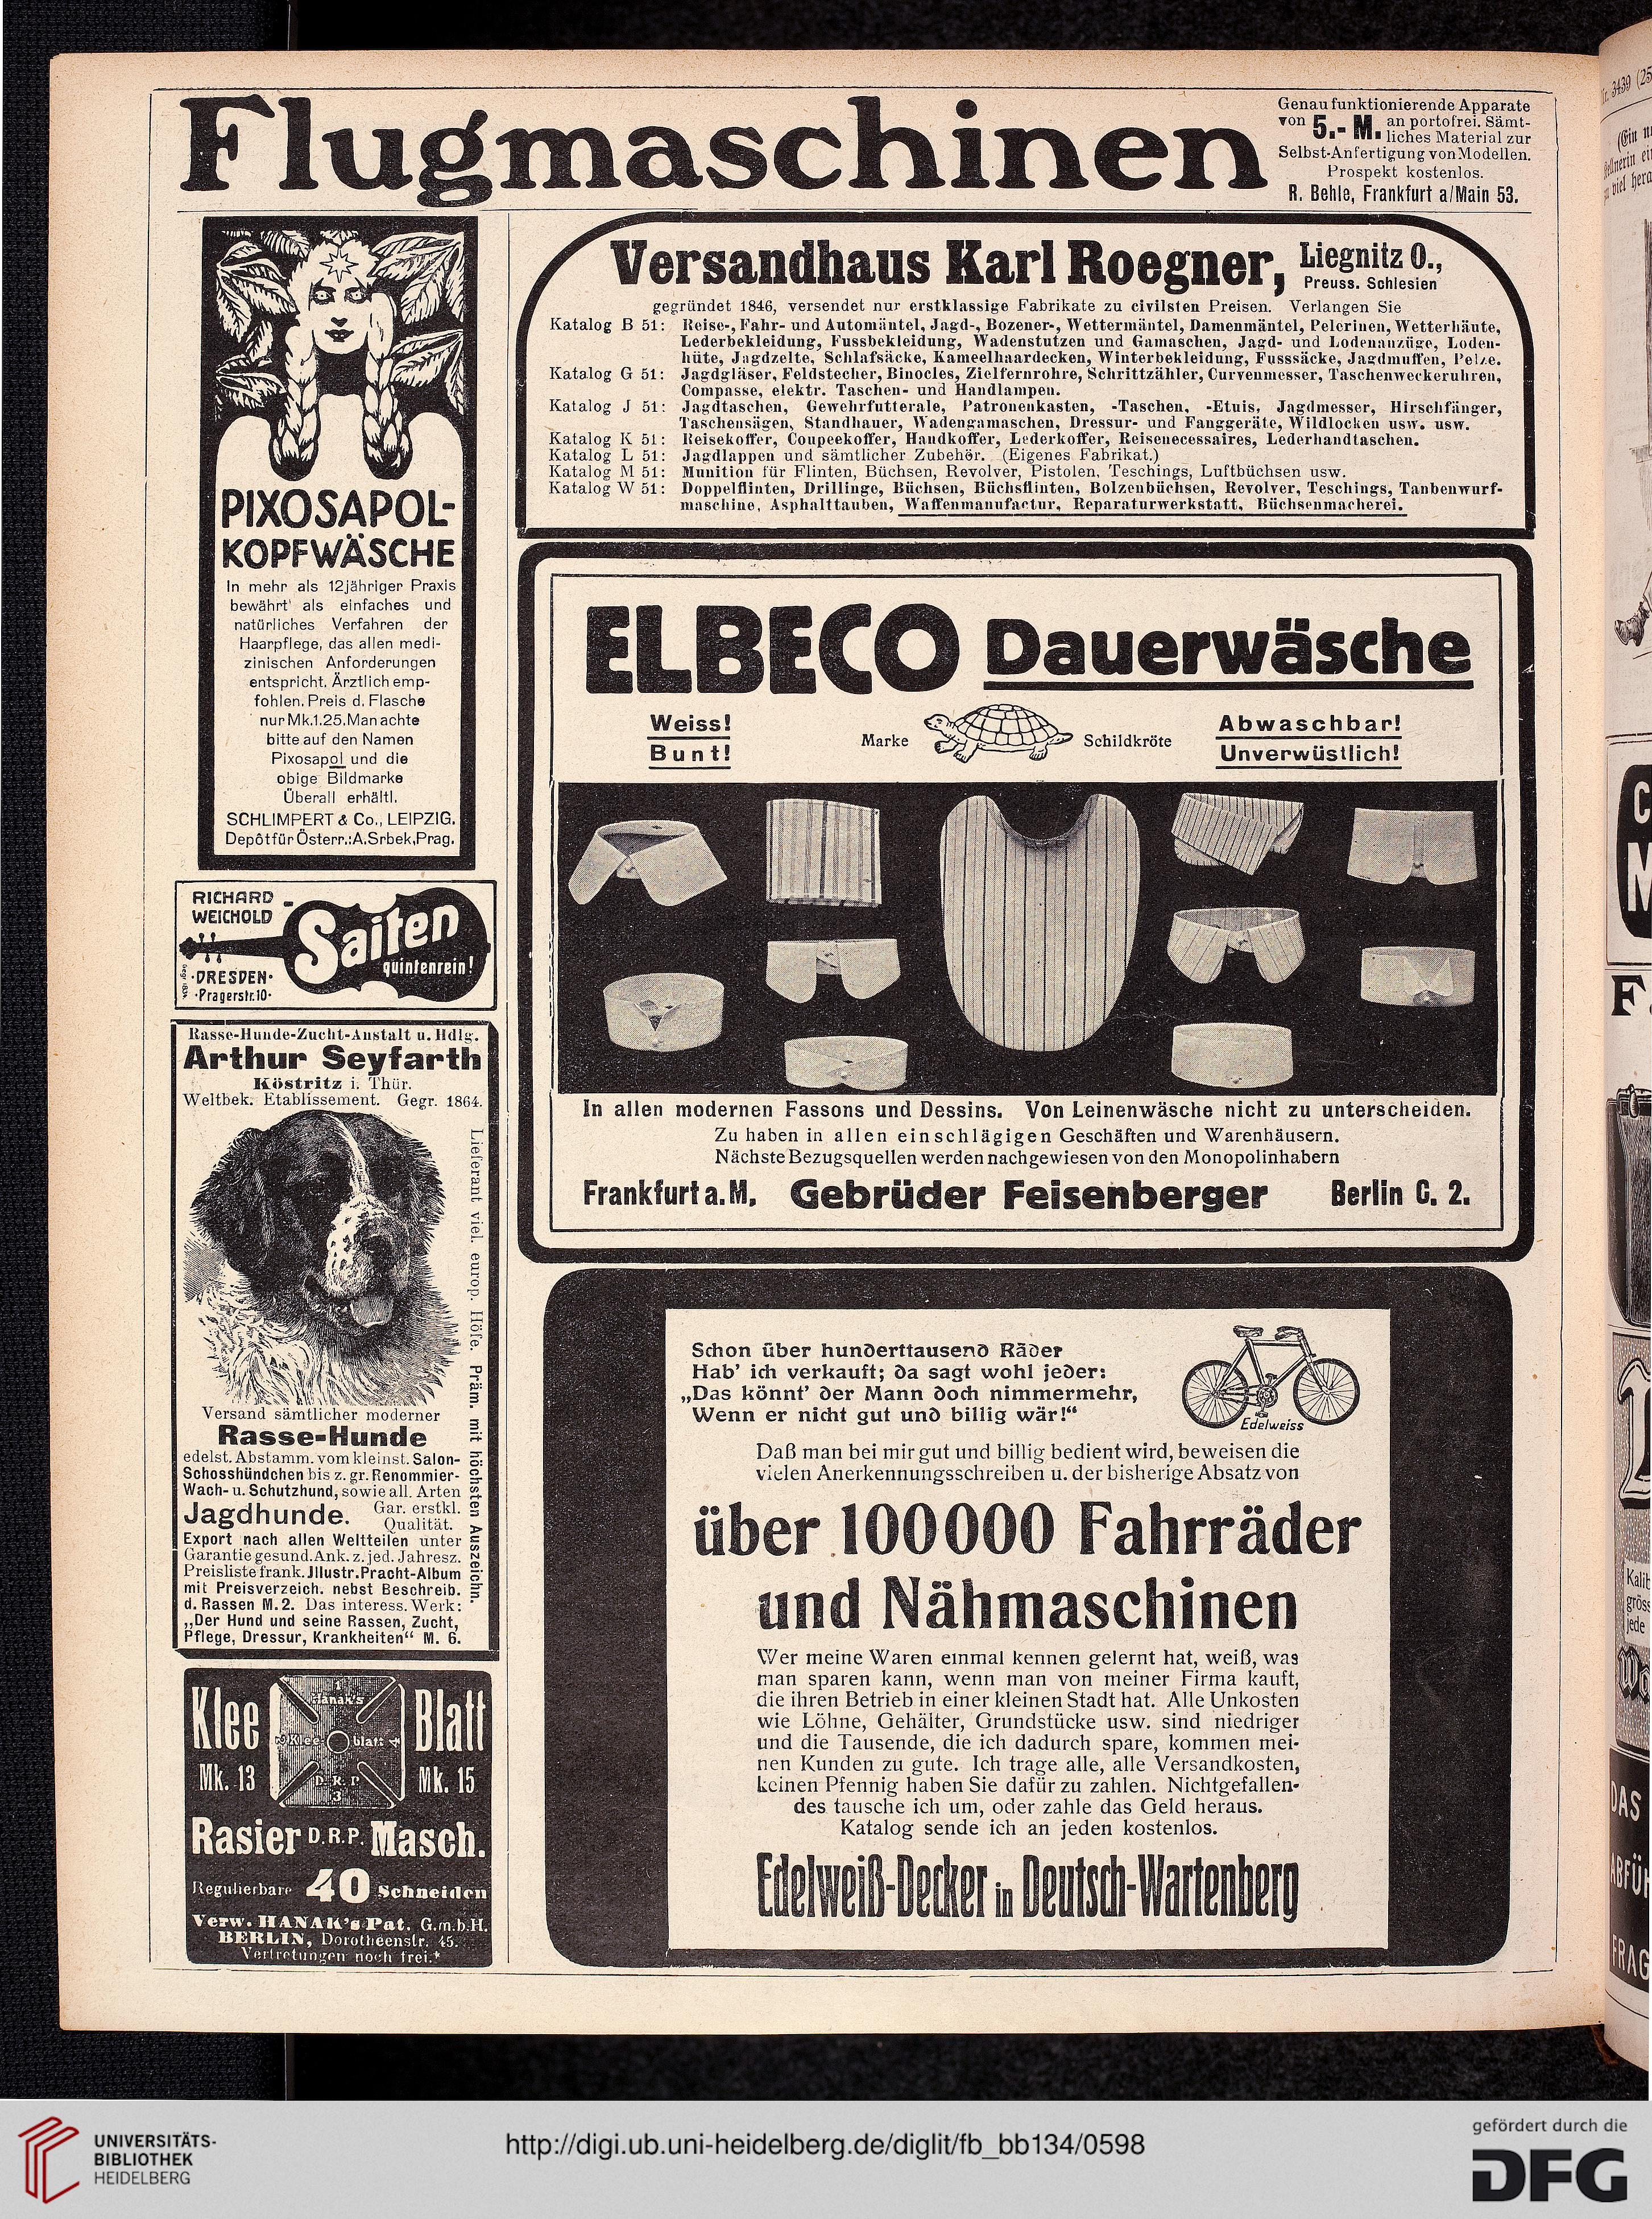 Flugmaschinen
Genau funktionierende Apparate
von 5.- M. an portofrei. Sämt-
liches Material zur
Selbst-Anfertigung von Modellen.
Prospekt kostenlos.
R. Behle, Frankfurt a/Main 53.
PIXOSAPOL-
KOPFWÄSCHE
In mehr als 12jähriger Praxis
bewährt als einfaches und
natürliches Verfahren der
Haarpflege, das allen medi-
zinischen Anforderungen
entspricht. Ärztlich emp-
fohlen. Preis d. Flasche
nur Mk.1.25. Man achte
bitte auf den Namen
Pixosapol und die
obige Bildmarke
Überall erhältl.
SCHLIMPERT & Co., LEIPZIG.
Depôt für Österr.: A. Srbek, Prag.
RICHARD
WEICHOLD
Saiten
quintenrein!
·DRESDEN·
·Pragerstr.10·
Rasse-Hunde-Zucht-Anstalt u. Hdlg.
Arthur Seyfarth
Köstritz i. Thür.
Weltbek. Etablissement. Gegr. 1864.
Lieferant viel. europ. Höfe. Präm. mit höchsten Auszeichn.
Versand sämtlicher moderner
Rasse-Hunde
edelst. Abstamm. vom kleinst. Salon-
Schosshündchen bis z. gr. Renommier-
Wach- u. Schutzhund, sowie all. Arten
Jagdhunde. Gar. erstkl.
Qualität.
Export nach allen Weltteilen unter
Garantie gesund. Ank. z. jed. Jahresz.
Preisliste frank. Jllustr. Pracht-Album
mit Preisverzeich. nebst Beschreib.
d. Rassen M. 2. Das interess. Werk:
„Der Hund und seine Rassen, Zucht,
Pflege, Dressur, Krankheiten“ M. 6.
Klee Blatt
1
Hanak's
Klee blatt 4
D. R. P.
3
Mk. 13 Mk. 15
Rasier D.R.P. Masch.
Regulierbare 40 Schneiden
Verw. HANAK's Pat. G.m.b.H.
BERLIN, Dorotheenstr. 45.
Vertretungen noch frei.*
Versandhaus Karl Roegner, Liegnitz O.,
Preuss. Schlesien
gegründet 1846, versendet nur erstklassige Fabrikate zu civilsten Preisen. Verlangen Sie
Katalog B 51: Reise-, Fahr- und Automäntel, Jagd-, Bozener-, Wettermäntel, Damenmäntel, Pelerinen, Wetterhäute,
Lederbekleidung, Fussbekleidung, Wadenstutzen und Gamaschen, Jagd- und Lodenanzüge, Loden-
hüte, Jagdzelte, Schlafsäcke, Kameelhaardecken, Winterbekleidung, Fusssäcke, Jagdmuffen, Pelze.
Katalog G 51: Jagdgläser, Feldstecher, Binocles, Zielfernrohre, Schrittzähler, Curvenmesser, Taschenweckeruhren,
Compasse, elektr. Taschen- und Handlampen.
Katalog J 51: Jagdtaschen, Gewehrfutterale, Patronenkasten, -Taschen, -Etuis, Jagdmesser, Hirschfänger,
Taschensägen, Standhauer, Wadengamaschen, Dressur- und Fanggeräte, Wildlocken usw. usw.
Katalog K 51: Reisekoffer, Coupeekoffer, Handkoffer, Lederkoffer, Reisenecessaires, Lederhandtaschen.
Katalog L 51: Jagdlappen und sämtlicher Zubehör. (Eigenes Fabrikat.)
Katalog M 51: Munition für Flinten, Büchsen, Revolver, Pistolen, Teschings, Luftbüchsen usw.
Katalog W 51: Doppelflinten, Drillinge, Büchsen, Büchsflinten, Bolzenbüchsen, Revolver, Teschings, Tanbenwurf-
maschine, Asphalttauben, Waffenmanufactur, Reparaturwerkstatt, Büchsenmacherei.
ELBECO Dauerwäsche
Weiss!
Bunt!
Marke Schildkröte
Abwaschbar!
Unverwüstlich!
In allen modernen Fassons und Dessins. Von Leinenwäsche nicht zu unterscheiden.
Zu haben in allen einschlägigen Geschäften und Warenhäusern.
Nächste Bezugsquellen werden nachgewiesen von den Monopolinhabern
Frankfurt a. M. Gebrüder Feisenberger Berlin C. 2.
Schon über hunderttausend Räder
Hab' ich verkauft; da sagt wohl jeder:
„Das könnt' der Mann doch nimmermehr,
Wenn er nicht gut und billig wär!“
Edelweiss
Daß man bei mir gut und billig bedient wird, beweisen die
vielen Anerkennungsschreiben u. der bisherige Absatz von
über 100000 Fahrräder
und Nähmaschinen
Wer meine Waren einmal kennen gelernt hat, weiß, was
man sparen kann, wenn man von meiner Firma kauft,
die ihren Betrieb in einer kleinen Stadt hat. Alle Unkosten
wie Löhne, Gehälter, Grundstücke usw. sind niedriger
und die Tausende, die ich dadurch spare, kommen mei-
nen Kunden zu gute. Ich trage alle, alle Versandkosten,
keinen Pfennig haben Sie dafür zu zahlen. Nichtgefallen-
des tausche ich um, oder zahle das Geld heraus.
Katalog sende ich an jeden kostenlos.
Edelweiß-Decker in Deutsch-Wartenberg
Nr. 3439 (25
(Ein
viel
Kali
gröss
jede
DAS
ABFÜH
FRAG
UNIVERSITÄTS-
BIBLIOTHEK
HEIDELBERG
http://digi.ub.uni-heidelberg.de/diglit/fb_bb134/0598
gefördert durch die
DFG